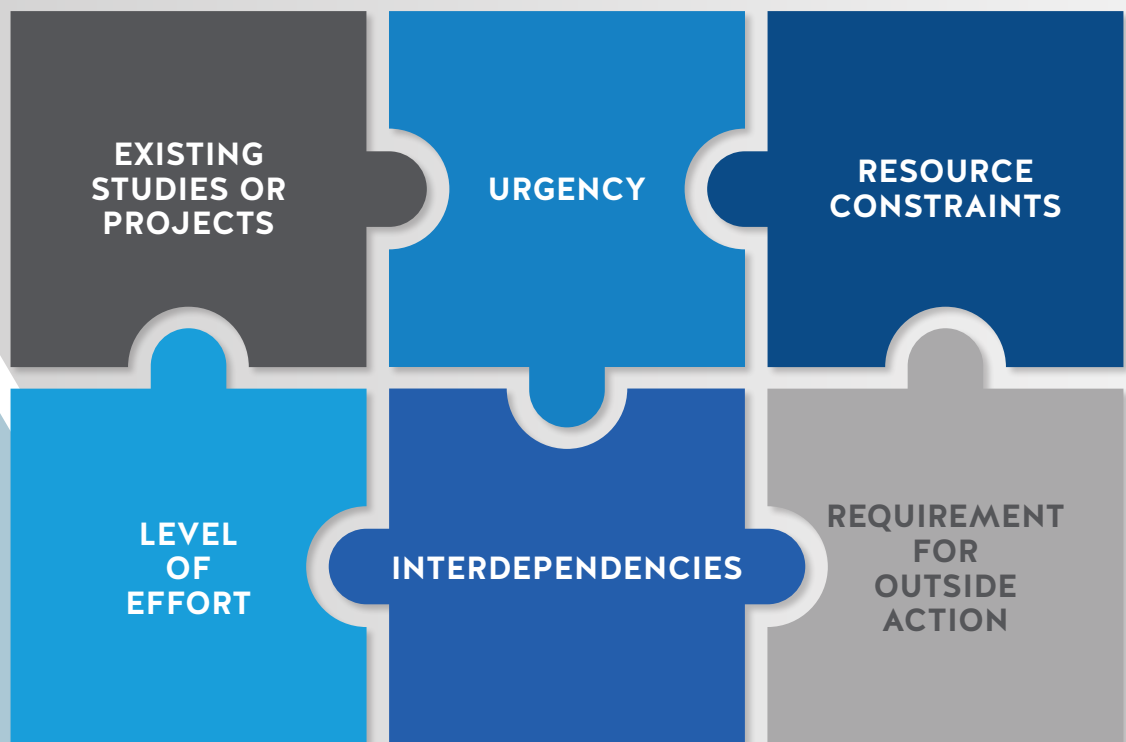 EXISTING
STUDIES OR
PROJECTS
URGENCY
RESOURCE
CONSTRAINTS
LEVEL
OF
EFFORT
INTERDEPENDENCIES
REQUIREMENT
FOR
OUTSIDE
ACTION